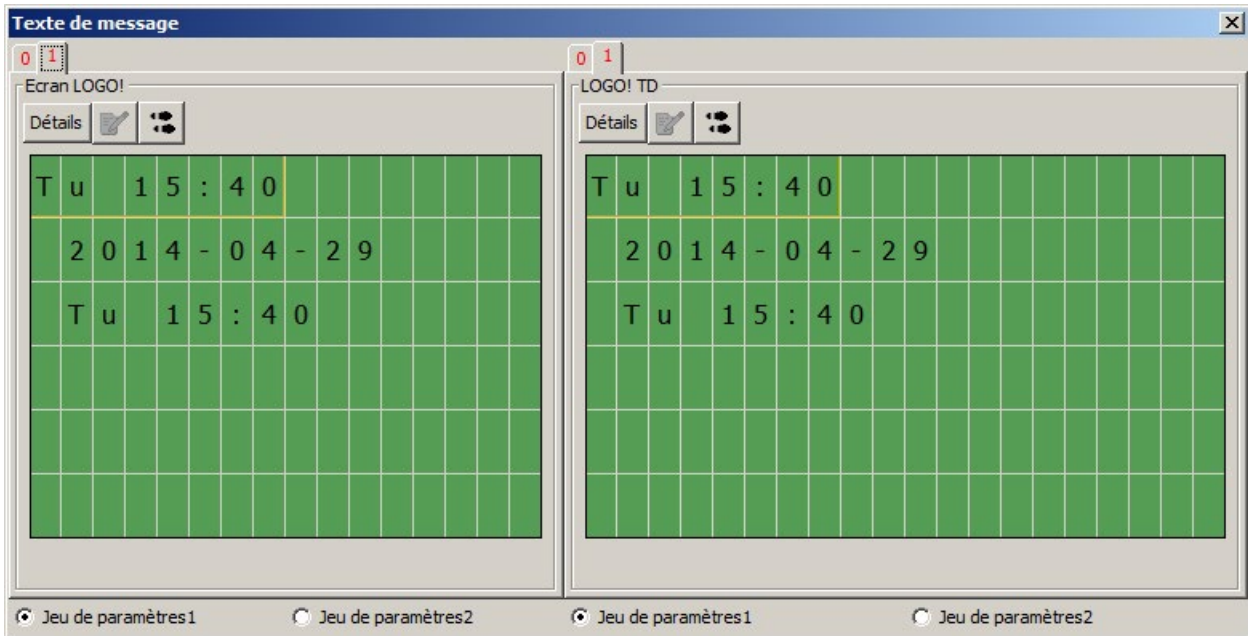 Texte de message
0 1
Ecran LOGO!
Détails
Tu 15:40
2014-04-29
Tu 15:40
Jeu de paramètres1 Jeu de paramètres2
0 1
LOGO! TD
Détails
Tu 15:40
2014-04-29
Tu 15:40
Jeu de paramètres1 Jeu de paramètres2